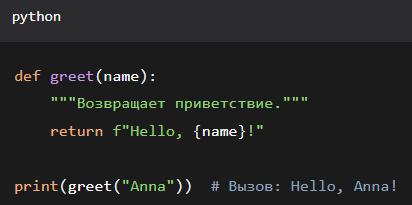 python
def greet(name):
    """Возвращает приветствие."""
    return f"Hello, {name}!"
print(greet("Anna"))  # Вызов: Hello, Anna!